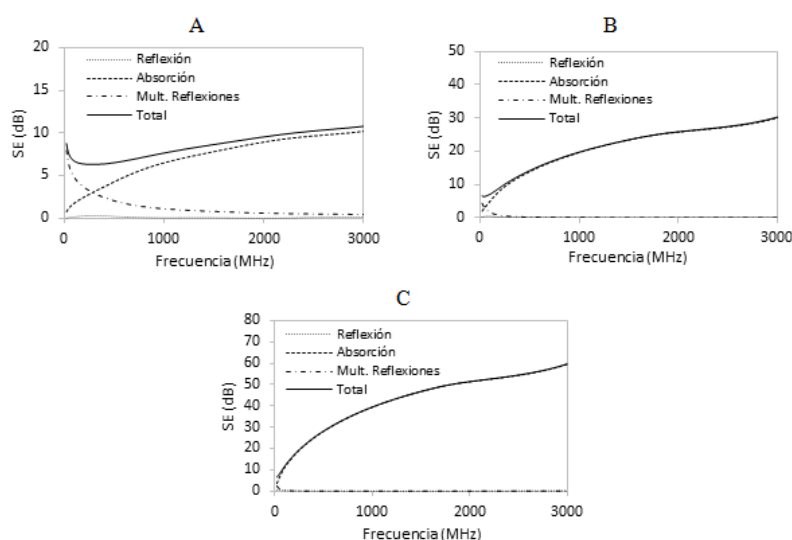 A
20
15
10
5
0
SE (dB)
Reflexión
Absorción
Mult. Reflexiones
Total
0 1000 2000 3000
Frecuencia (MHz)
B
50
40
30
20
10
0
SE (dB)
Reflexión
Absorción
Mult. Reflexiones
Total
0 1000 2000 3000
Frecuencia (MHz)
C
80
70
60
50
40
30
20
10
0
SE (dB)
Reflexión
Absorción
Mult. Reflexiones
Total
0 1000 2000 3000
Frecuencia (MHz)